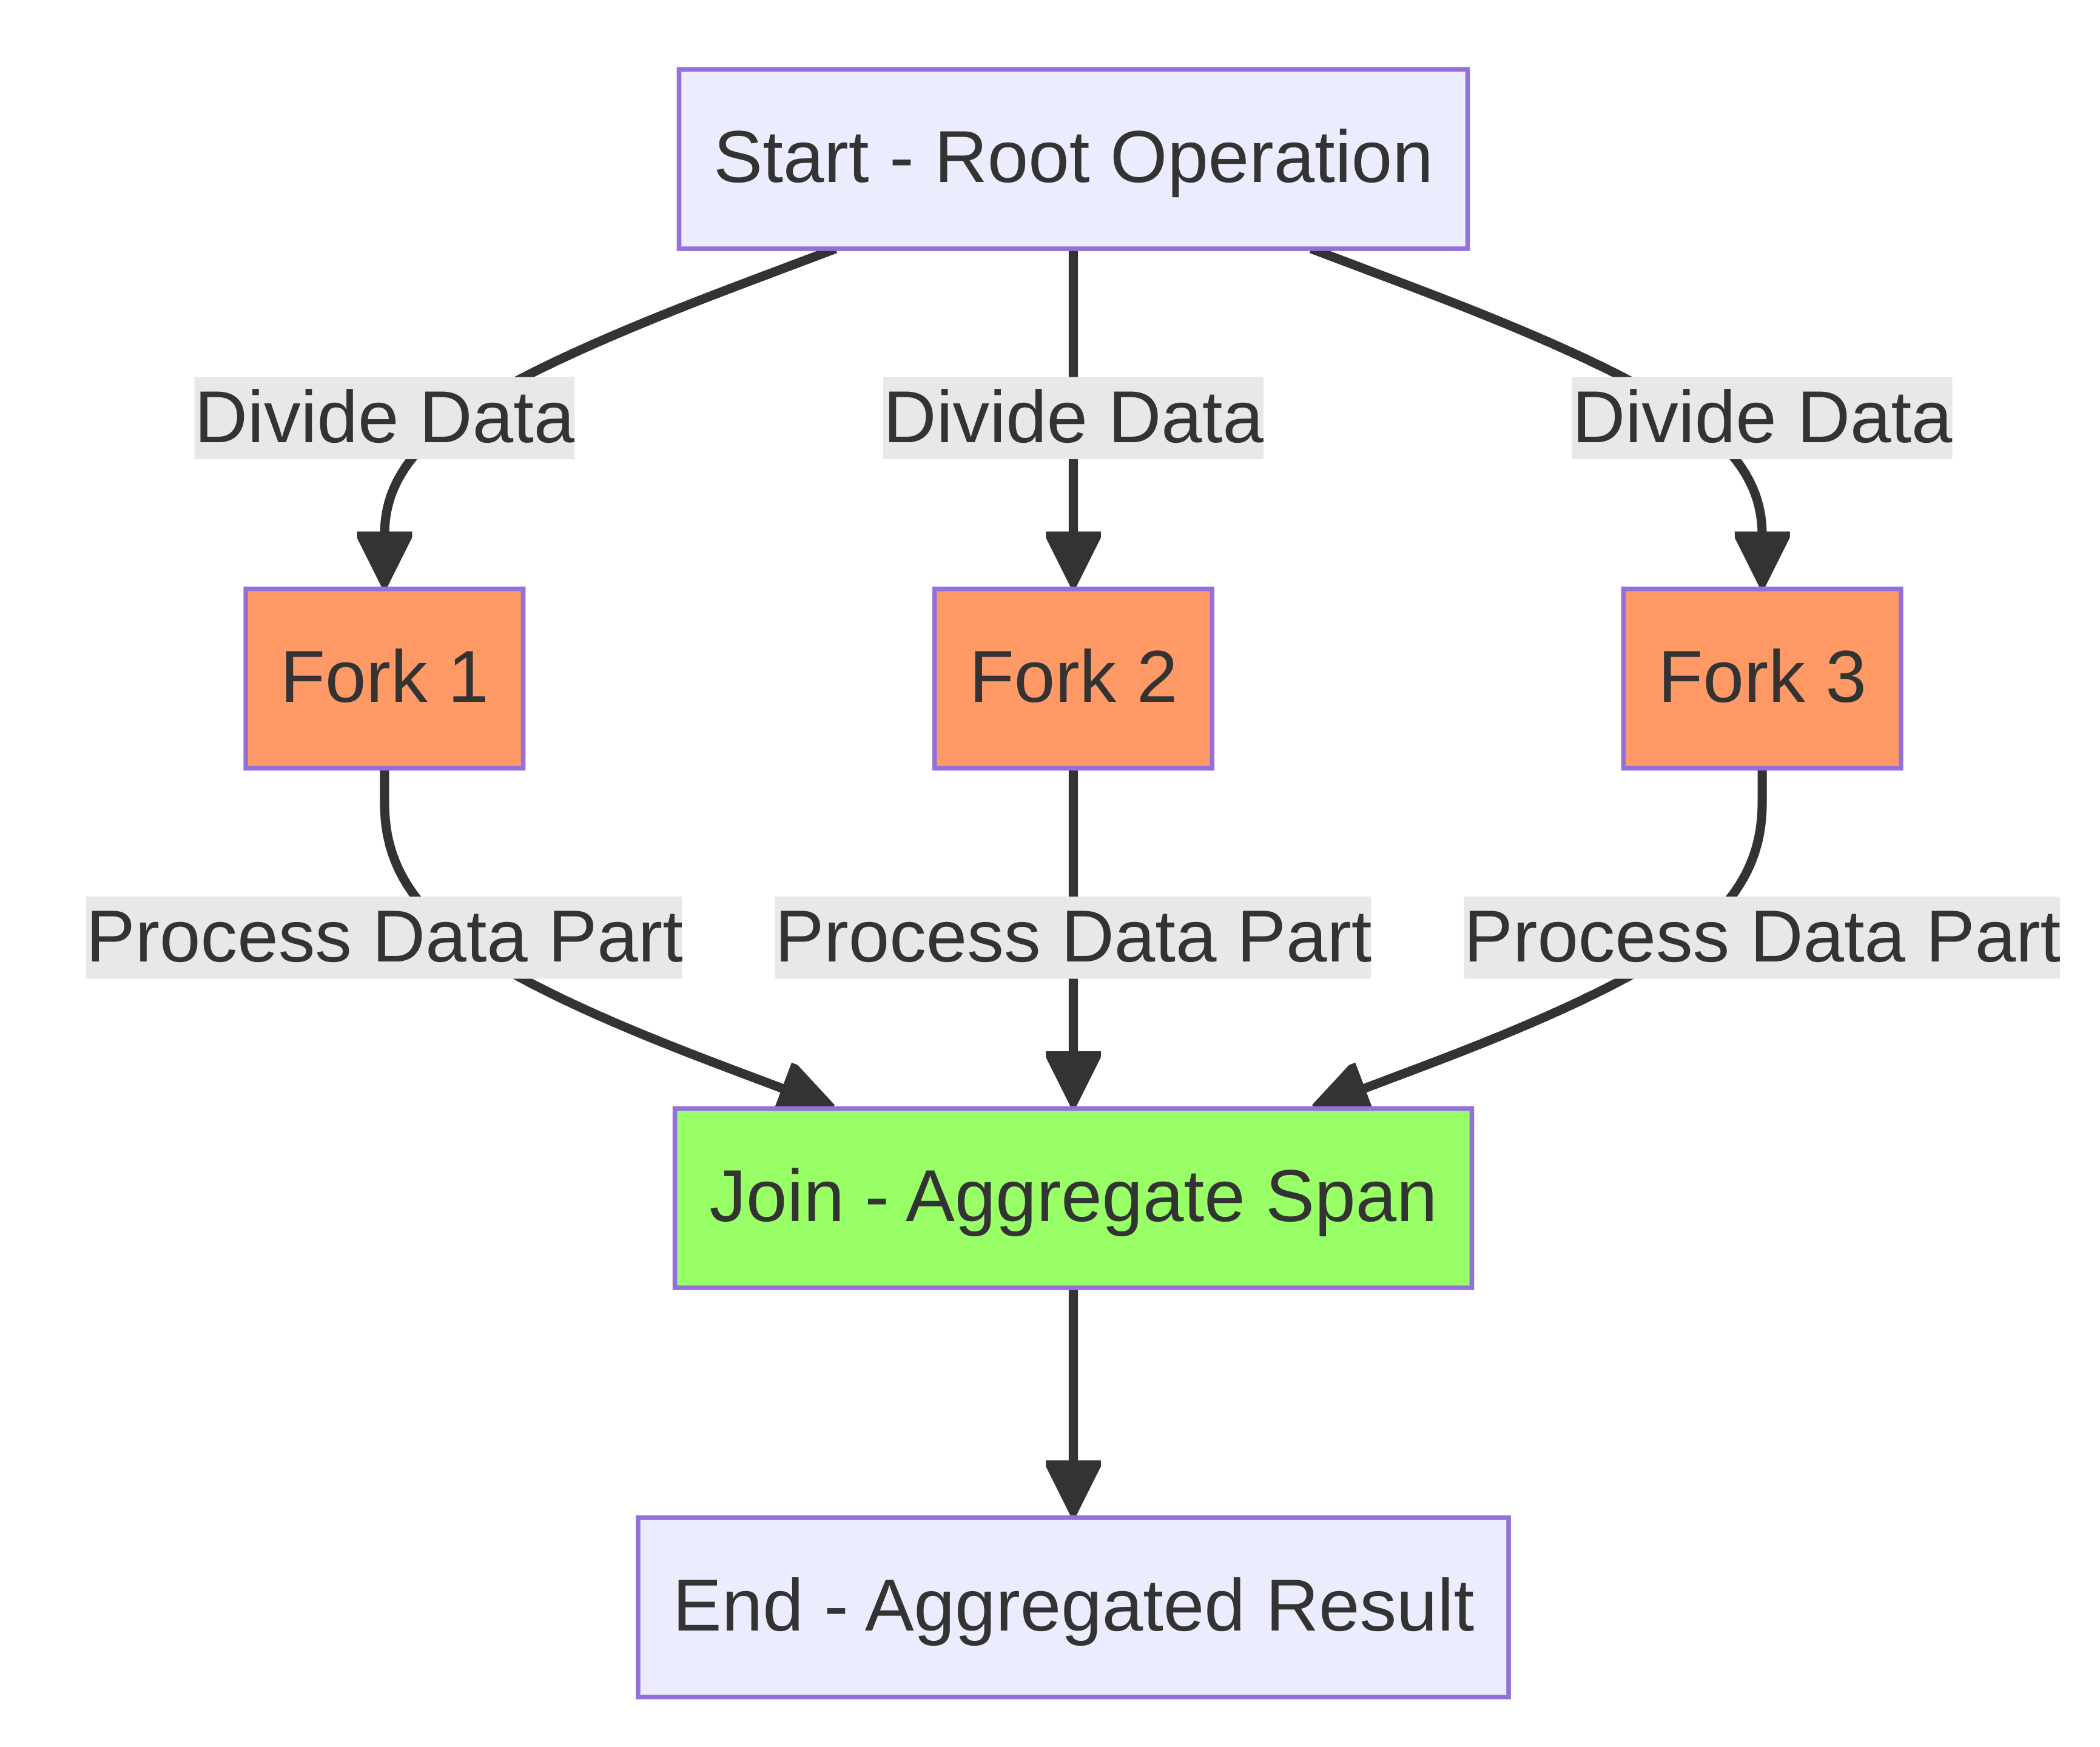 Start - Root Operation
Divide Data
Divide Data
Divide Data
Fork 1
Fork 2
Fork 3
Process Data Part
Process Data Part
Process Data Part
Join - Aggregate Span
End - Aggregated Result